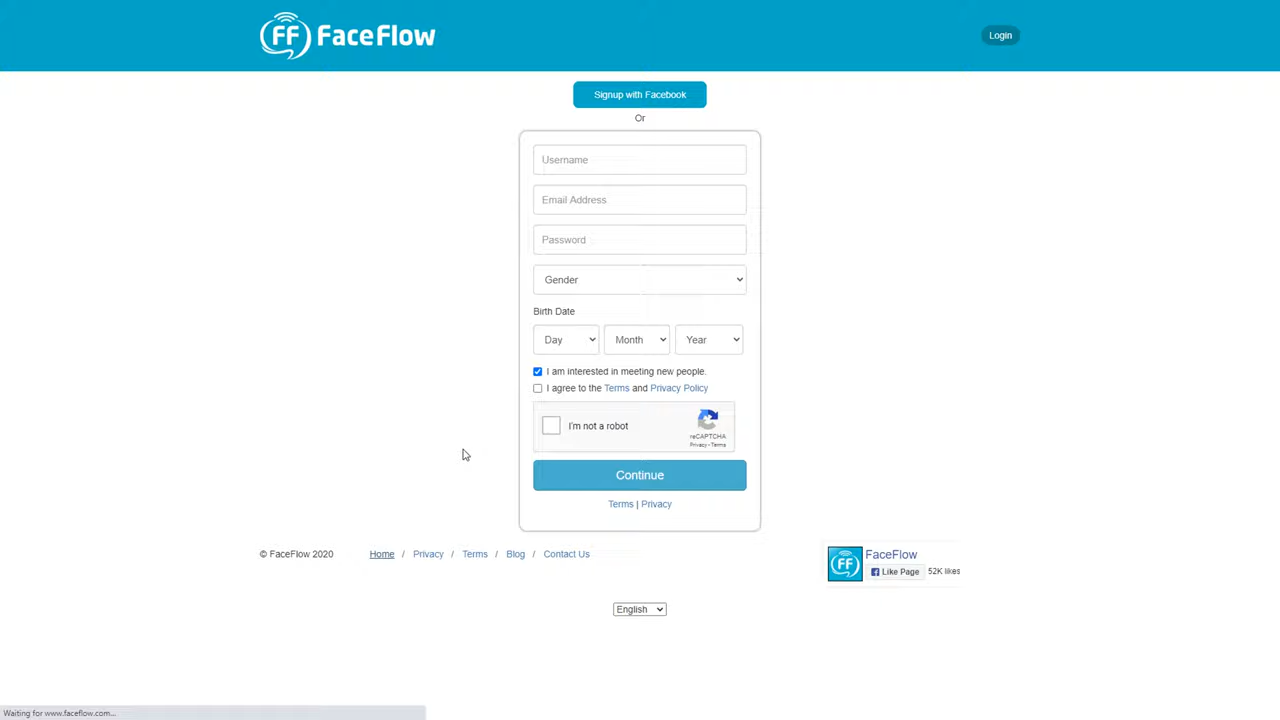 FF FaceFlow
Login
Signup with Facebook
Or
Username
Email Address
Password
Gender
Birth Date
Day Month Year
I am interested in meeting new people.
I agree to the Terms and Privacy Policy
I'm not a robot
reCAPTCHA
Privacy - Terms
Continue
Terms | Privacy
© FaceFlow 2020 Home / Privacy / Terms / Blog / Contact Us
FF FaceFlow
Like Page 52K likes
English
Waiting for www.faceflow.com...